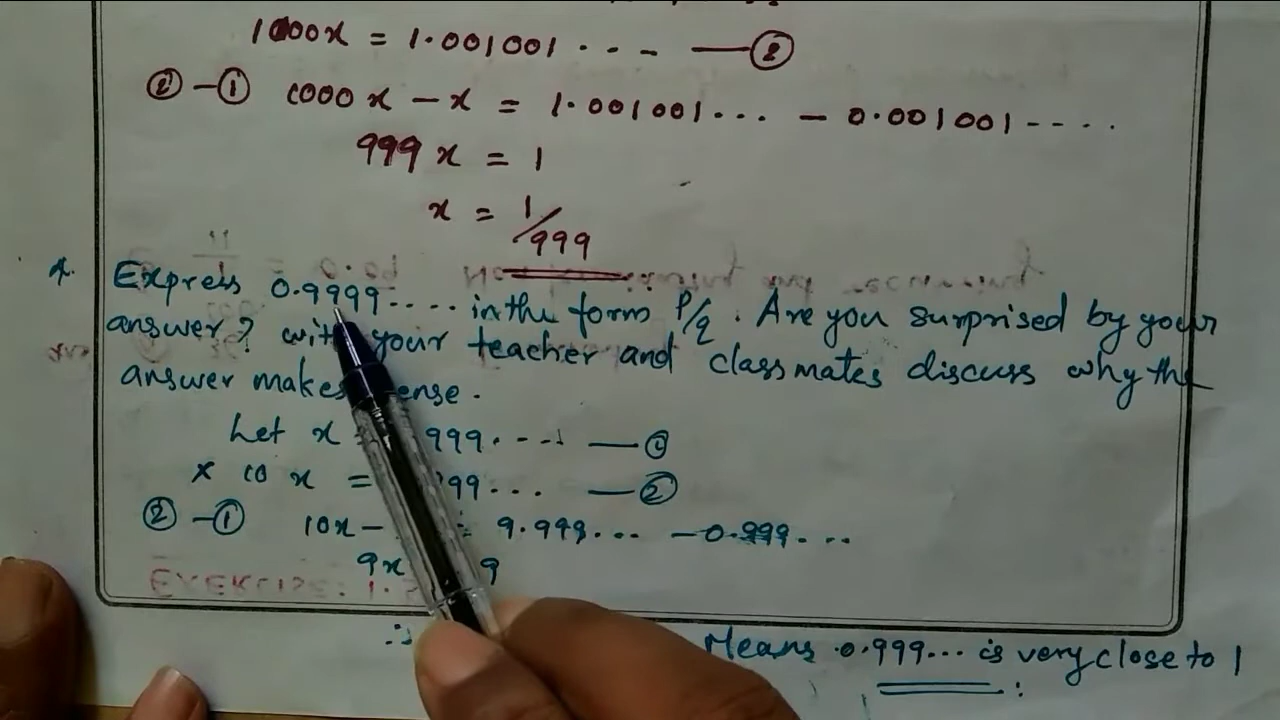 1000x = 1.001001 . . . — ②
② - ① 1000x - x = 1.001001... - 0.001001....
999x = 1
x = 1/999
4. Express 0.9999.... in the form P/q. Are you surprised by your
answer? with your teacher and classmates discuss why the
answer makes sense.
Let x 999.... — ①
x 10 x = 99... — ②
② - ① 10x - = 9.999... - 0.999...
9x 9
EXERCISE: 1.
∴
Means 0.999... is very close to 1